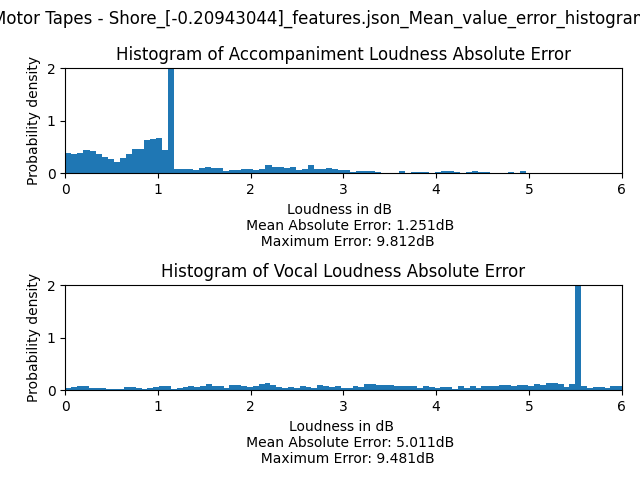 Motor Tapes - Shore_[-0.20943044]_features.json_Mean_value_error_histogram
Histogram of Accompaniment Loudness Absolute Error
Probability density
2
1
0
0 1 2 3 4 5 6
Loudness in dB
Mean Absolute Error: 1.251dB
Maximum Error: 9.812dB
Histogram of Vocal Loudness Absolute Error
Probability density
2
1
0
0 1 2 3 4 5 6
Loudness in dB
Mean Absolute Error: 5.011dB
Maximum Error: 9.481dB